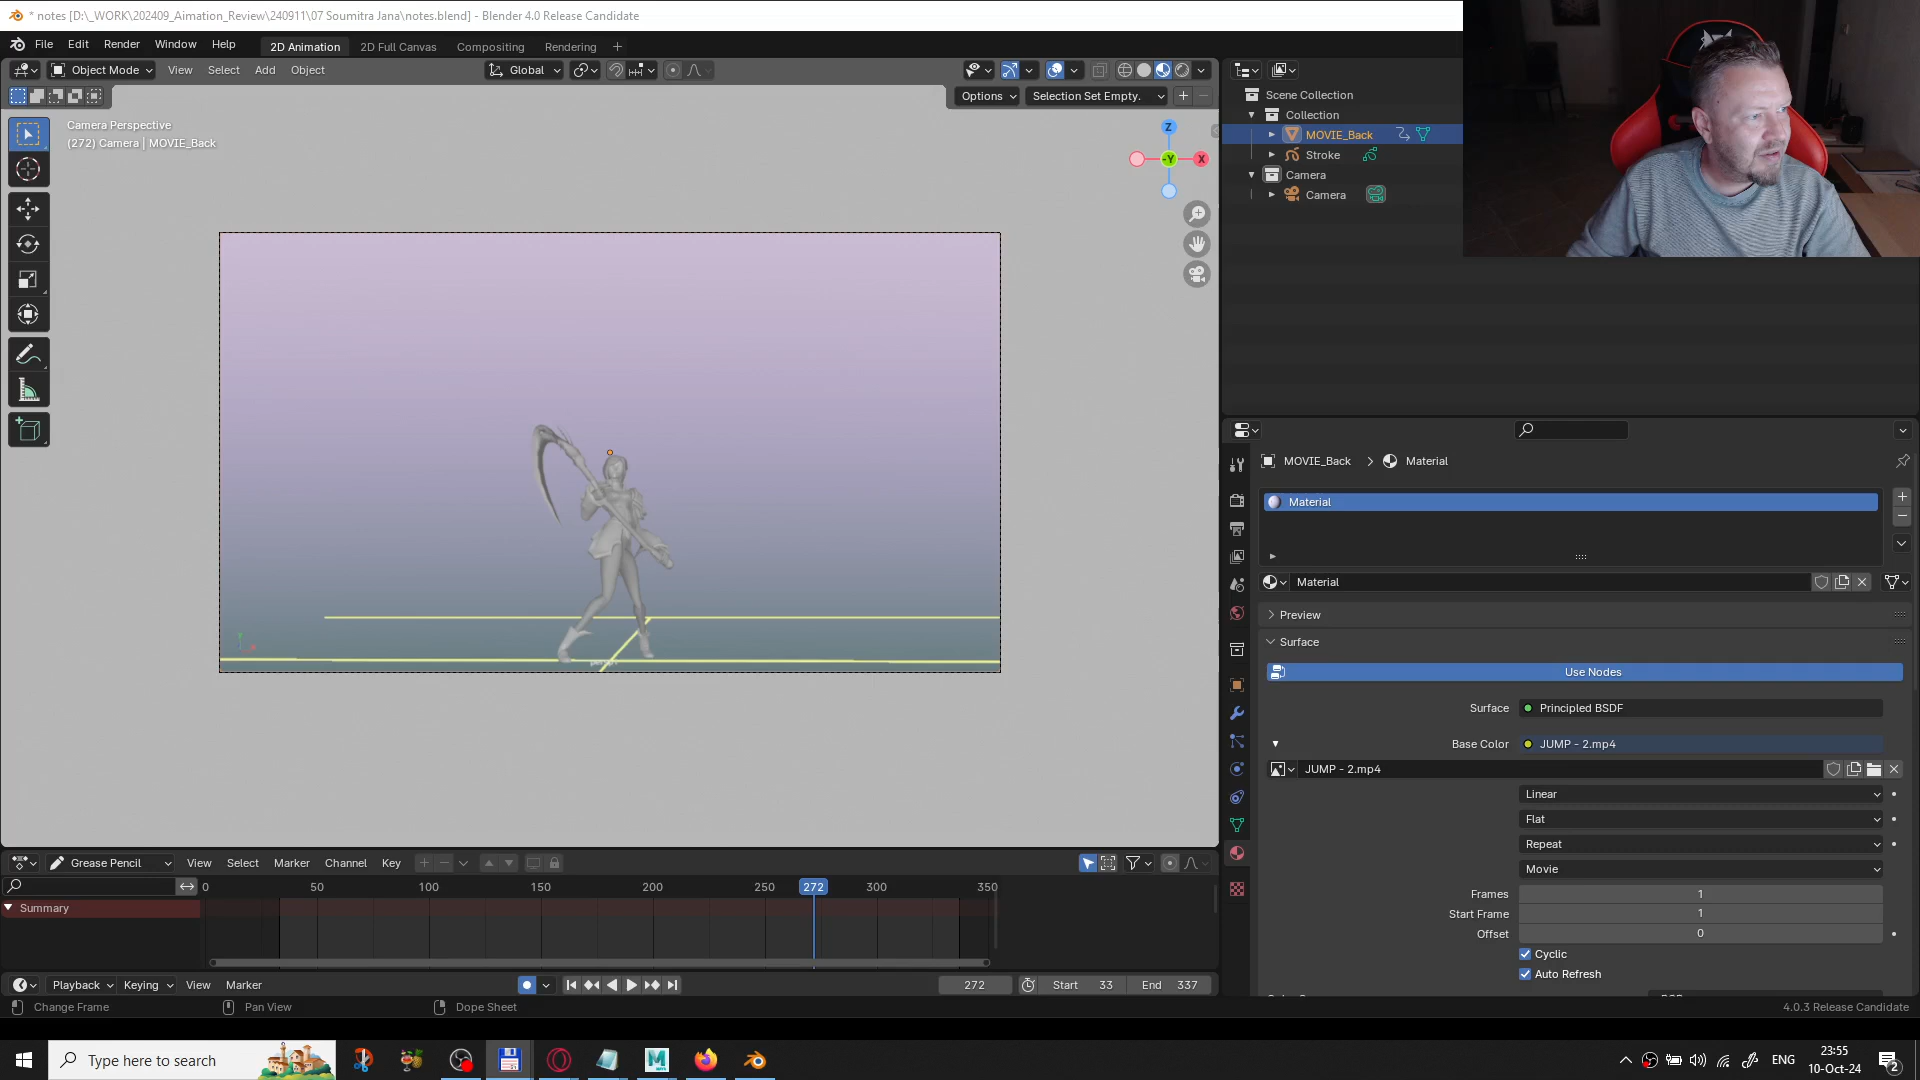 * notes [D:\_WORK\202409_Aimation_Review\240911\07 Soumitra Jana\notes.blend] - Blender 4.0 Release Candidate
File Edit Render Window Help 2D Animation 2D Full Canvas Compositing Rendering +
Object Mode View Select Add Object Global
Options Selection Set Empty.
Camera Perspective
(272) Camera | MOVIE_Back
Z
-Y X
Scene Collection
Collection
MOVIE_Back
Stroke
Camera
Camera
MOVIE_Back > Material
Material
Material
Preview
Surface
Use Nodes
Surface Principled BSDF
Base Color JUMP - 2.mp4
JUMP - 2.mp4
Linear
Flat
Repeat
Movie
Frames 1
Start Frame 1
Offset 0
Cyclic
Auto Refresh
Grease Pencil View Select Marker Channel Key
0 50 100 150 200 250 272 300 350
Summary
Playback Keying View Marker 272 Start 33 End 337
Change Frame Pan View Dope Sheet 4.0.3 Release Candidate
Type here to search
ENG
23:55
10-Oct-24
2